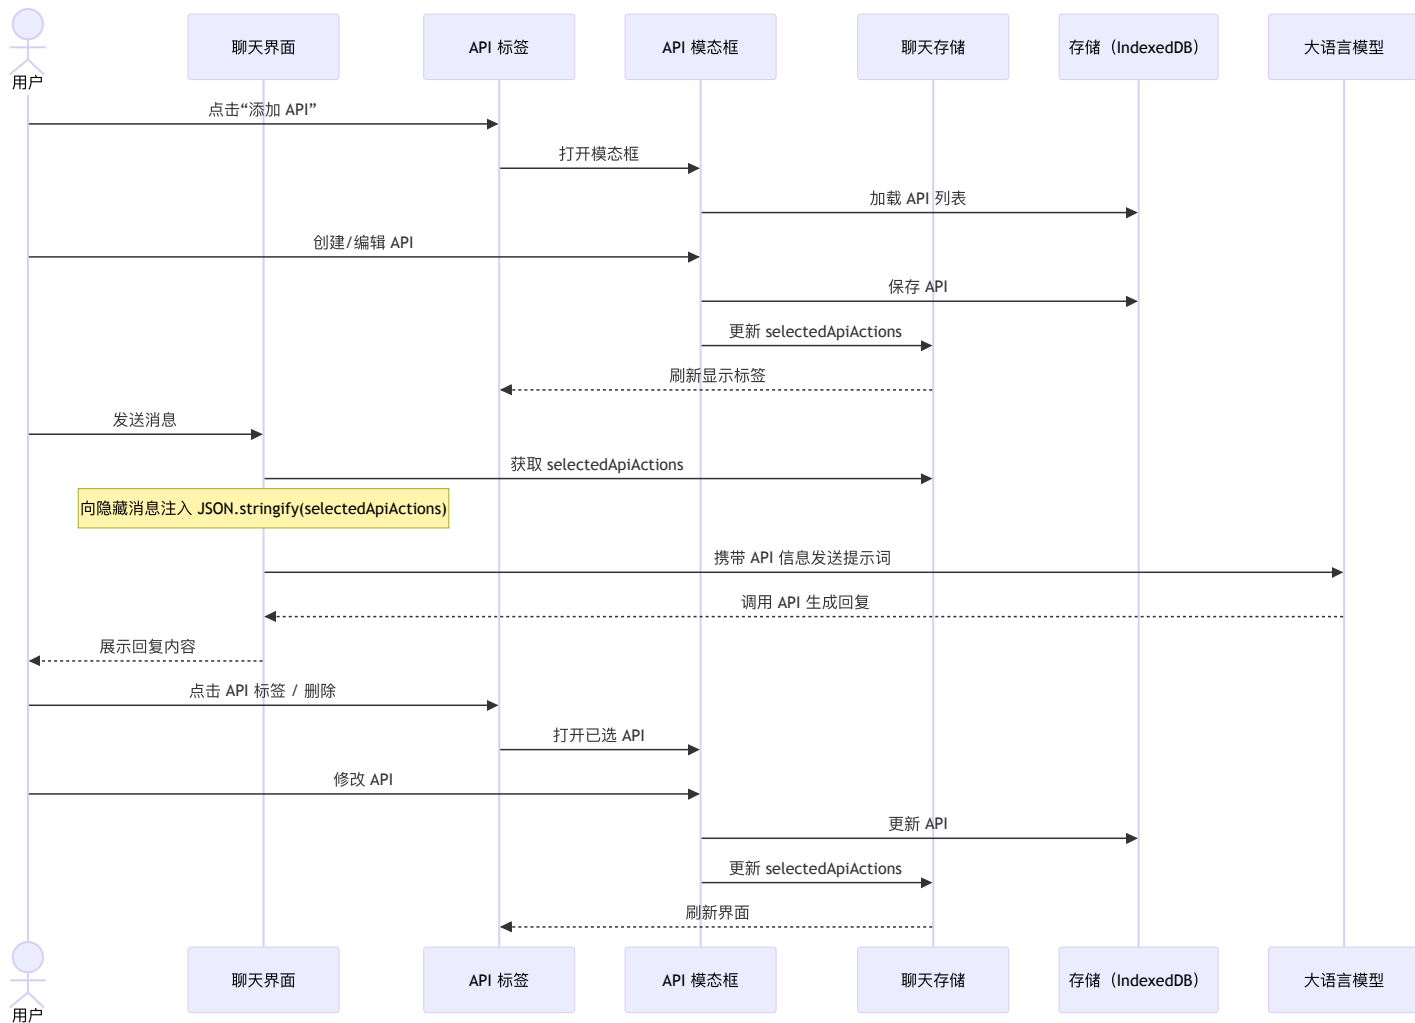 用户
聊天界面
API 标签
API 模态框
聊天存储
存储（IndexedDB）
大语言模型
点击“添加 API”
打开模态框
加载 API 列表
创建/编辑 API
保存 API
更新 selectedApiActions
刷新显示标签
发送消息
获取 selectedApiActions
向隐藏消息注入 JSON.stringify(selectedApiActions)
携带 API 信息发送提示词
调用 API 生成回复
展示回复内容
点击 API 标签 / 删除
打开已选 API
修改 API
更新 API
更新 selectedApiActions
刷新界面
用户
聊天界面
API 标签
API 模态框
聊天存储
存储（IndexedDB）
大语言模型